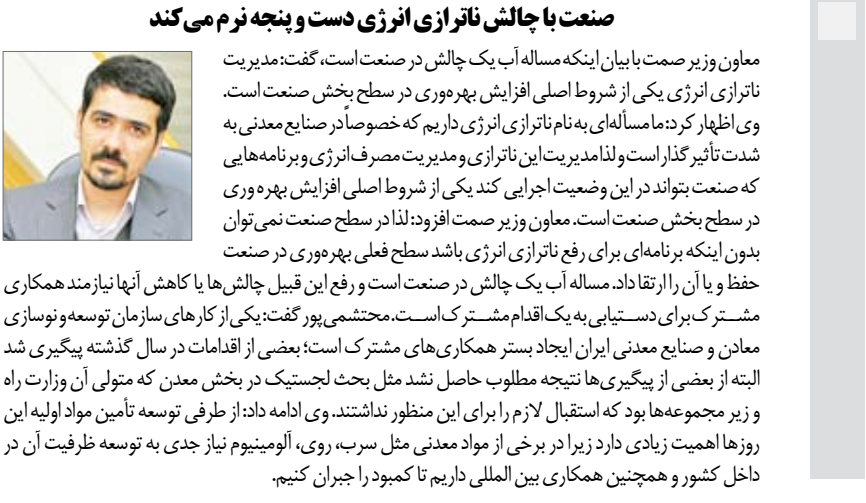 صنعت با چالش ناترازی انرژی دست و پنجه نرم می‌کند
معاون وزیر صمت با بیان اینکه مساله آب یک چالش در صنعت است، گفت: مدیریت
ناترازی انرژی یکی از شروط اصلی افزایش بهره‌وری در سطح بخش صنعت است.
وی اظهار کرد: ما مسأله‌ای به نام ناترازی انرژی داریم که خصوصاً در صنایع معدنی به
شدت تأثیر گذار است و لذا مدیریت این ناترازی و مدیریت مصرف انرژی و برنامه‌هایی
که صنعت بتواند در این وضعیت اجرایی کند یکی از شروط اصلی افزایش بهره وری
در سطح بخش صنعت است. معاون وزیر صمت افزود: لذا در سطح صنعت نمی‌توان
بدون اینکه برنامه‌ای برای رفع ناترازی انرژی باشد سطح فعلی بهره‌وری در صنعت
حفظ و یا آن را ارتقا داد. مساله آب یک چالش در صنعت است و رفع این قبیل چالش‌ها یا کاهش آنها نیازمند همکاری
مشترک برای دستیابی به یک اقدام مشترک است. محتشمی‌پور گفت: یکی از کارهای سازمان توسعه و نوسازی
معادن و صنایع معدنی ایران ایجاد بستر همکاری‌های مشترک است؛ بعضی از اقدامات در سال گذشته پیگیری شد
البته از بعضی از پیگیری‌ها نتیجه مطلوب حاصل نشد مثل بحث لجستیک در بخش معدن که متولی آن وزارت راه
و زیر مجموعه‌ها بود که استقبال لازم را برای این منظور نداشتند. وی ادامه داد: از طرفی توسعه تأمین مواد اولیه این
روزها اهمیت زیادی دارد زیرا در برخی از مواد معدنی مثل سرب، روی، آلومینیوم نیاز جدی به توسعه ظرفیت آن در
داخل کشور و همچنین همکاری بین المللی داریم تا کمبود را جبران کنیم.